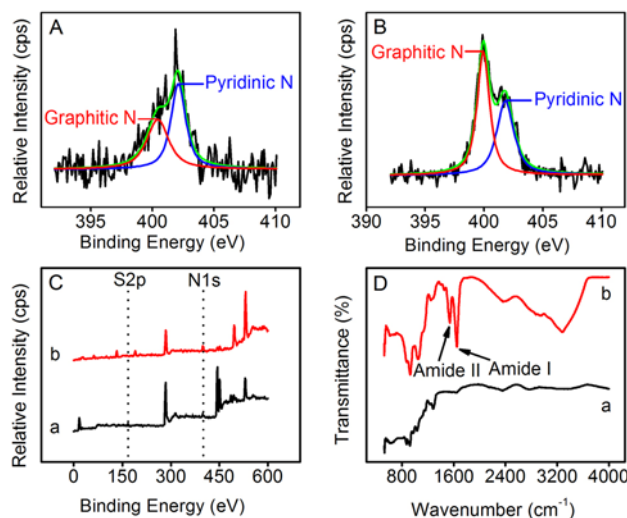 A
Relative Intensity (cps)
Graphitic N
Pyridinic N
395 400 405 410
Binding Energy (eV)
B
Relative Intensity (cps)
Graphitic N
Pyridinic N
390 395 400 405 410
Binding Energy (eV)
C
S2p N1s
Relative Intensity (cps)
b
a
0 150 300 450 600
Binding Energy (eV)
D
Transmittance (%)
b
Amide II Amide I
a
800 1600 2400 3200 4000
Wavenumber (cm⁻¹)